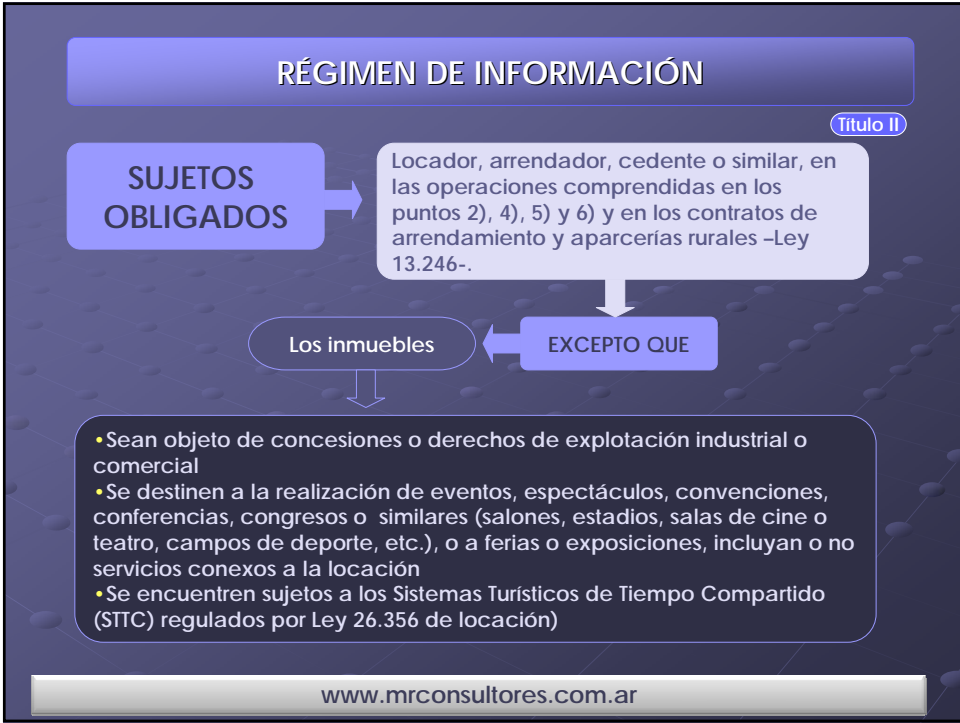 RÉGIMEN DE INFORMACIÓN
Título II
SUJETOS
OBLIGADOS
Locador, arrendador, cedente o similar, en
las operaciones comprendidas en los
puntos 2), 4), 5) y 6) y en los contratos de
arrendamiento y aparcerías rurales –Ley
13.246-.
Los inmuebles
EXCEPTO QUE
•Sean objeto de concesiones o derechos de explotación industrial o
comercial
•Se destinen a la realización de eventos, espectáculos, convenciones,
conferencias, congresos o similares (salones, estadios, salas de cine o
teatro, campos de deporte, etc.), o a ferias o exposiciones, incluyan o no
servicios conexos a la locación
•Se encuentren sujetos a los Sistemas Turísticos de Tiempo Compartido
(STTC) regulados por Ley 26.356 de locación)
www.mrconsultores.com.ar